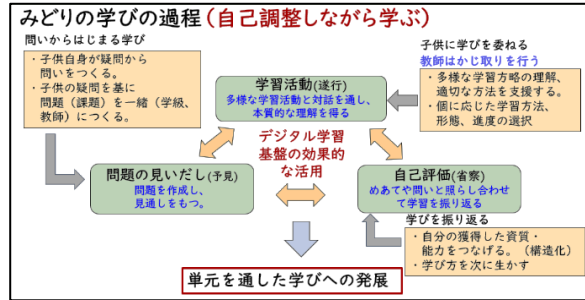 みどりの学びの過程(自己調整しながら学ぶ)
問いからはじまる学び
・子供自身が疑問から
問いをつくる。
・子供の疑問を基に
問題(課題)を一緒(学級、
教師)につくる。
学習活動(遂行)
多様な学習活動と対話を通し、
本質的な理解を得る
子供に学びを委ねる
教師はかじ取りを行う
・多様な学習方略の理解、
適切な方法を支援する。
・個に応じた学習方法、
形態、進度の選択
デジタル学習
基盤の効果的
な活用
問題の見いだし(予見)
問題を作成し、
見通しをもつ。
自己評価(省察)
めあてや問いと照らし合わせ
て学習を振り返る
学びを振り返る
・自分の獲得した資質・
能力をつなげる。(構造化)
・学び方を次に生かす
単元を通した学びへの発展